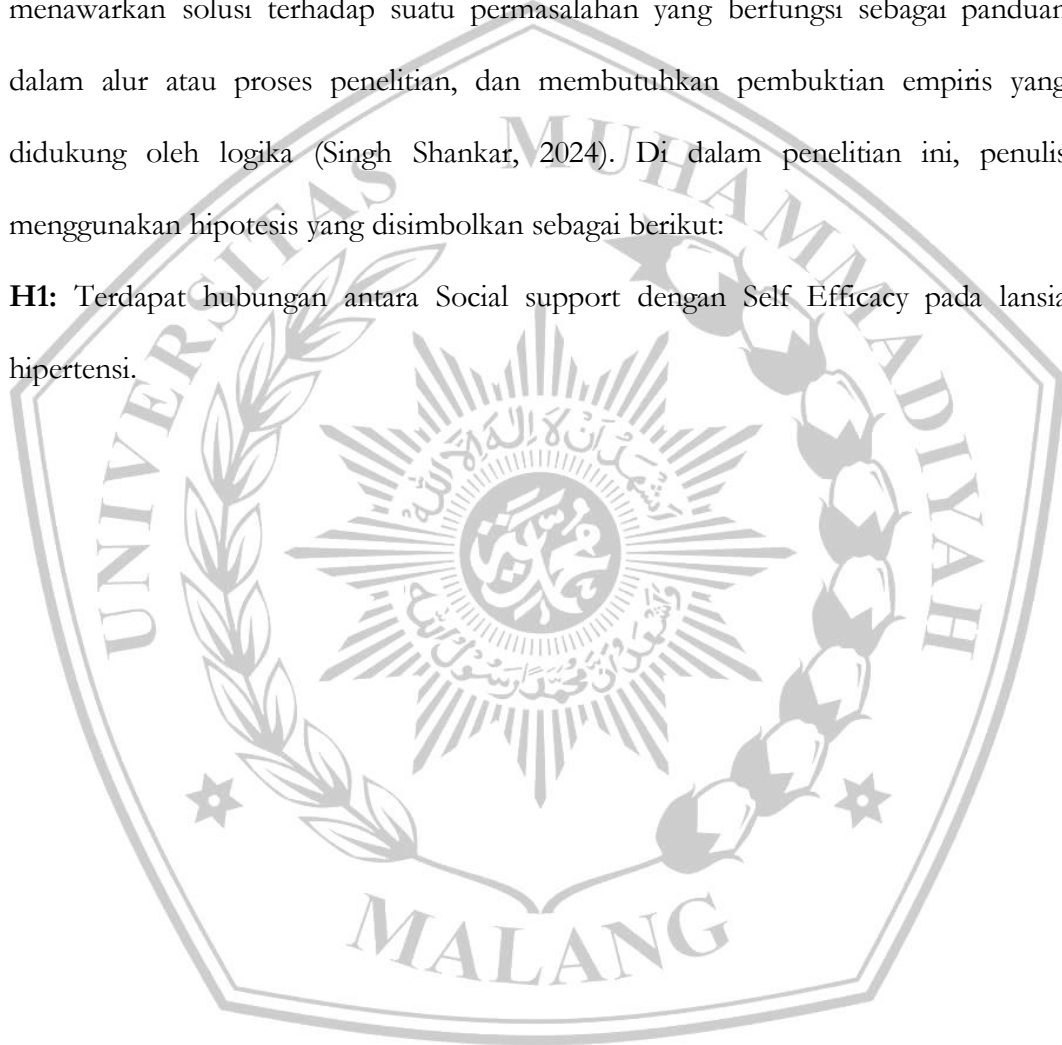 menawarkan solusi terhadap suatu permasalahan yang berfungsi sebagai panduan
dalam alur atau proses penelitian, dan membutuhkan pembuktian empiris yang
didukung oleh logika (Singh Shankar, 2024). Di dalam penelitian ini, penulis
menggunakan hipotesis yang disimbolkan sebagai berikut:
H1: Terdapat hubungan antara Social support dengan Self Efficacy pada lansia
hipertensi.
UNIVERSITAS MUHAMMADIYAH
MALANG